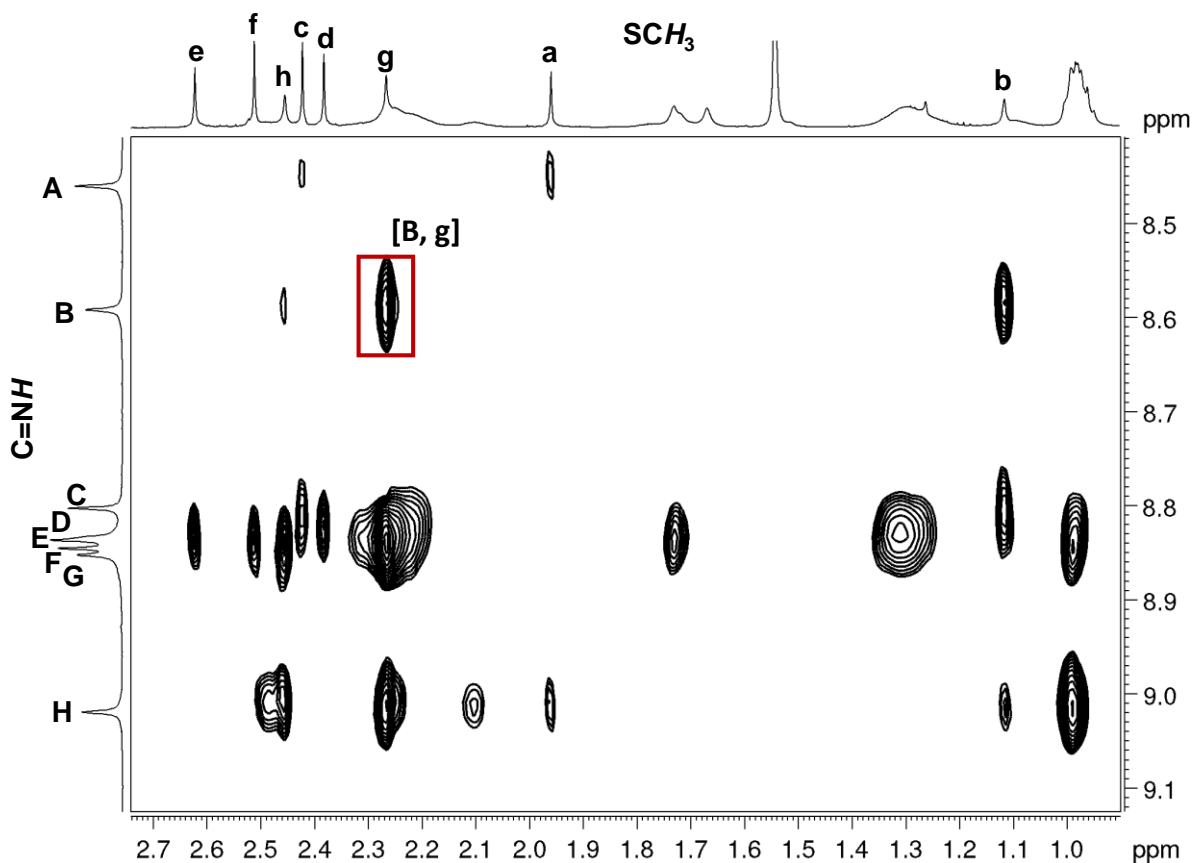 SCH₃
e f h c d g a b
ppm
A
[B, g]
8.5
B
8.6
C=NH
8.7
C
8.8
D
E
F
G
8.9
H
9.0
9.1
2.7 2.6 2.5 2.4 2.3 2.2 2.1 2.0 1.9 1.8 1.7 1.6 1.5 1.4 1.3 1.2 1.1 1.0 ppm